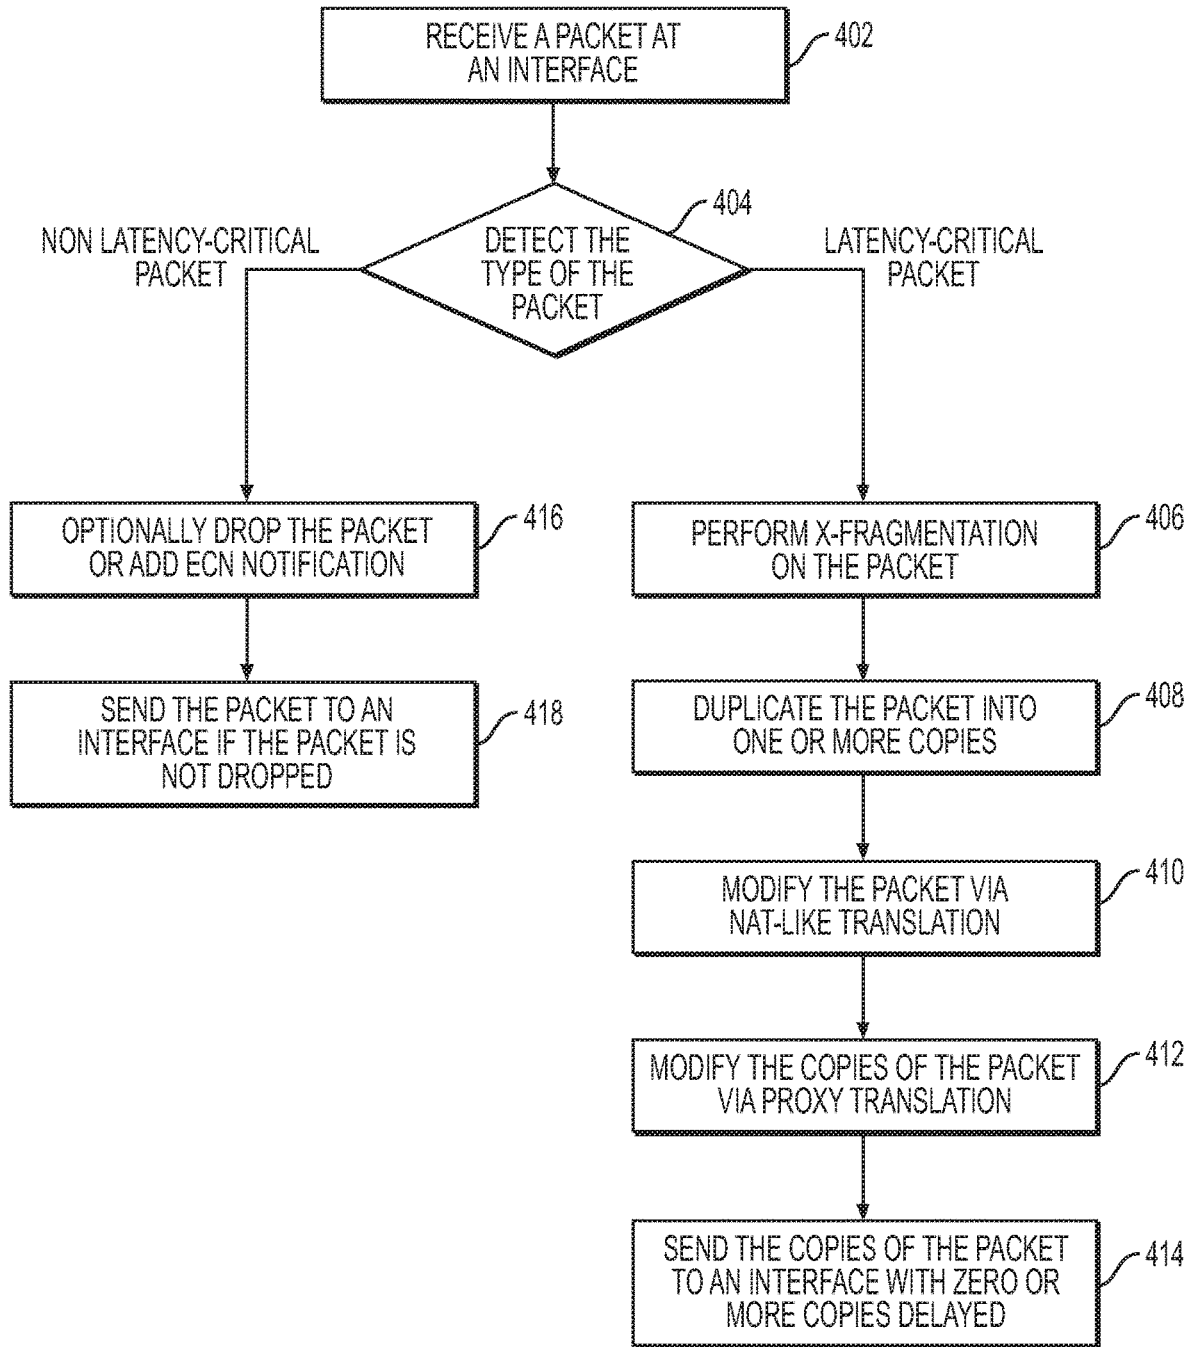 RECEIVE A PACKET AT
AN INTERFACE
402
404
DETECT THE
TYPE OF THE
PACKET
NON LATENCY-CRITICAL
PACKET
LATENCY-CRITICAL
PACKET
OPTIONALLY DROP THE PACKET
OR ADD ECN NOTIFICATION
416
SEND THE PACKET TO AN
INTERFACE IF THE PACKET IS
NOT DROPPED
418
PERFORM X-FRAGMENTATION
ON THE PACKET
406
DUPLICATE THE PACKET INTO
ONE OR MORE COPIES
408
MODIFY THE PACKET VIA
NAT-LIKE TRANSLATION
410
MODIFY THE COPIES OF THE PACKET
VIA PROXY TRANSLATION
412
SEND THE COPIES OF THE PACKET
TO AN INTERFACE WITH ZERO OR
MORE COPIES DELAYED
414